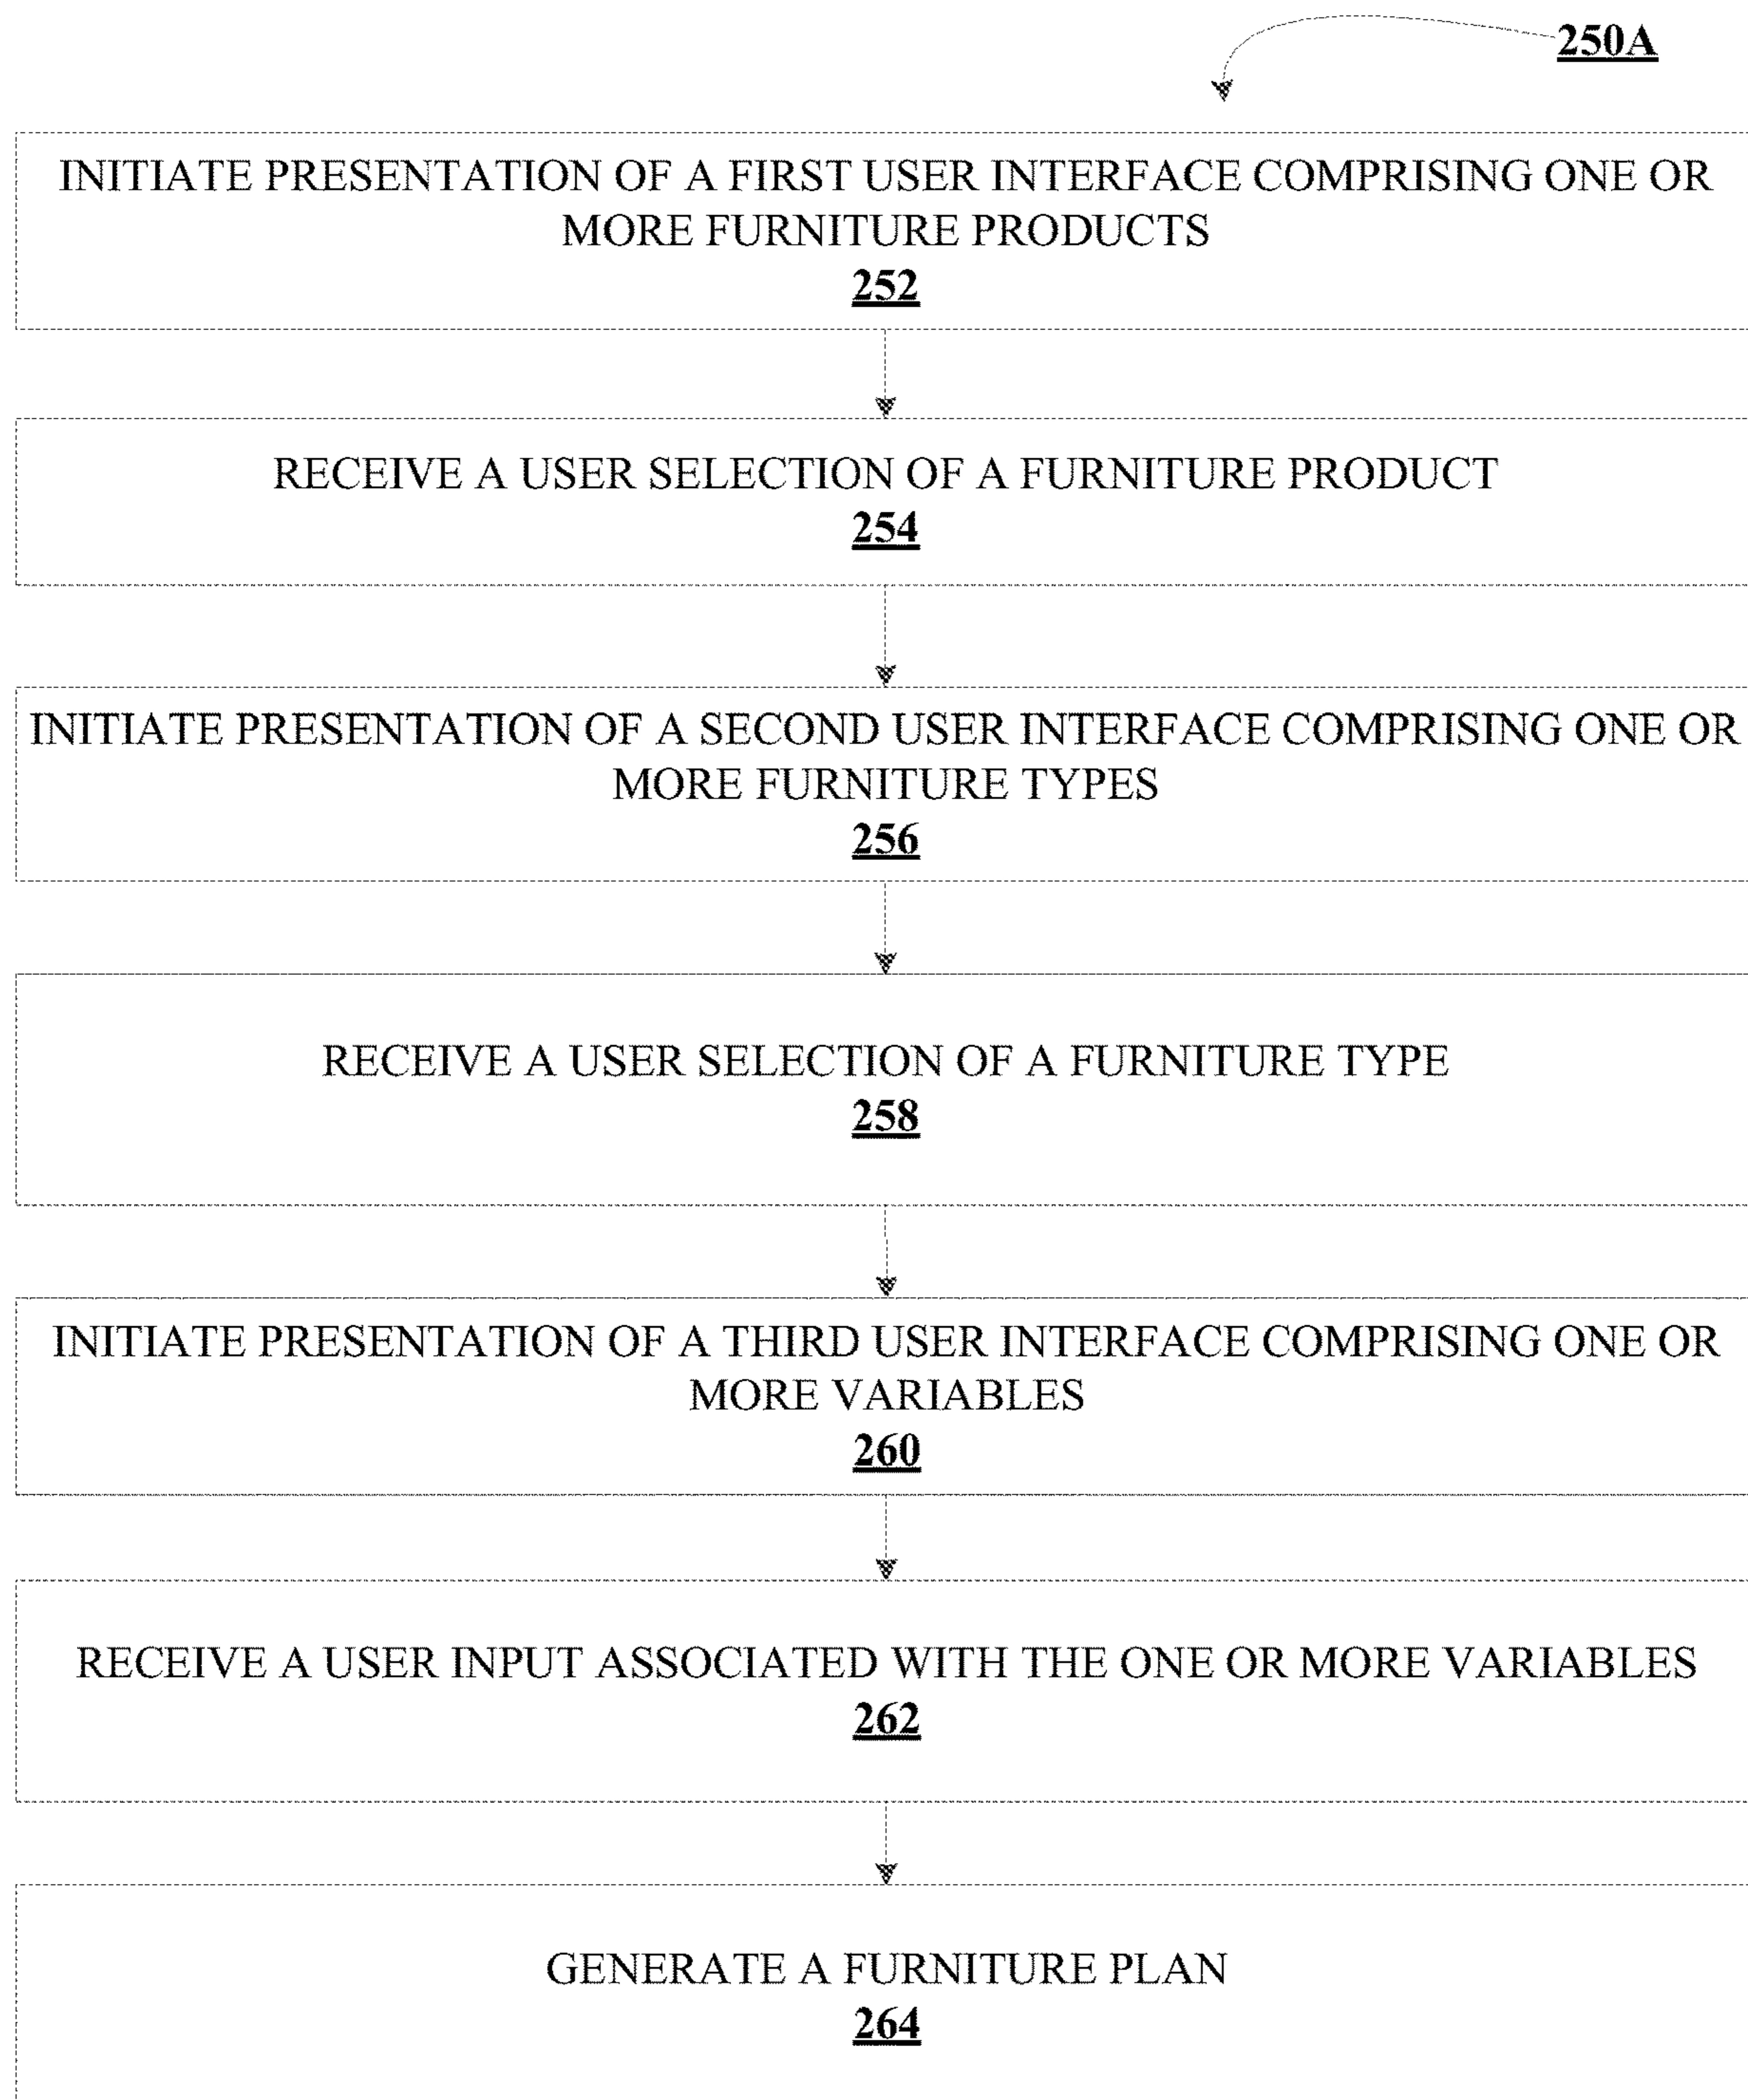 250A
INITIATE PRESENTATION OF A FIRST USER INTERFACE COMPRISING ONE OR
MORE FURNITURE PRODUCTS
252
RECEIVE A USER SELECTION OF A FURNITURE PRODUCT
254
INITIATE PRESENTATION OF A SECOND USER INTERFACE COMPRISING ONE OR
MORE FURNITURE TYPES
256
RECEIVE A USER SELECTION OF A FURNITURE TYPE
258
INITIATE PRESENTATION OF A THIRD USER INTERFACE COMPRISING ONE OR
MORE VARIABLES
260
RECEIVE A USER INPUT ASSOCIATED WITH THE ONE OR MORE VARIABLES
262
GENERATE A FURNITURE PLAN
264